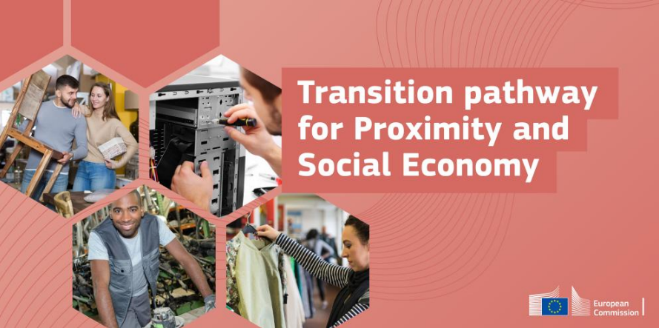 Transition pathway
for Proximity and
Social Economy
European
Commission